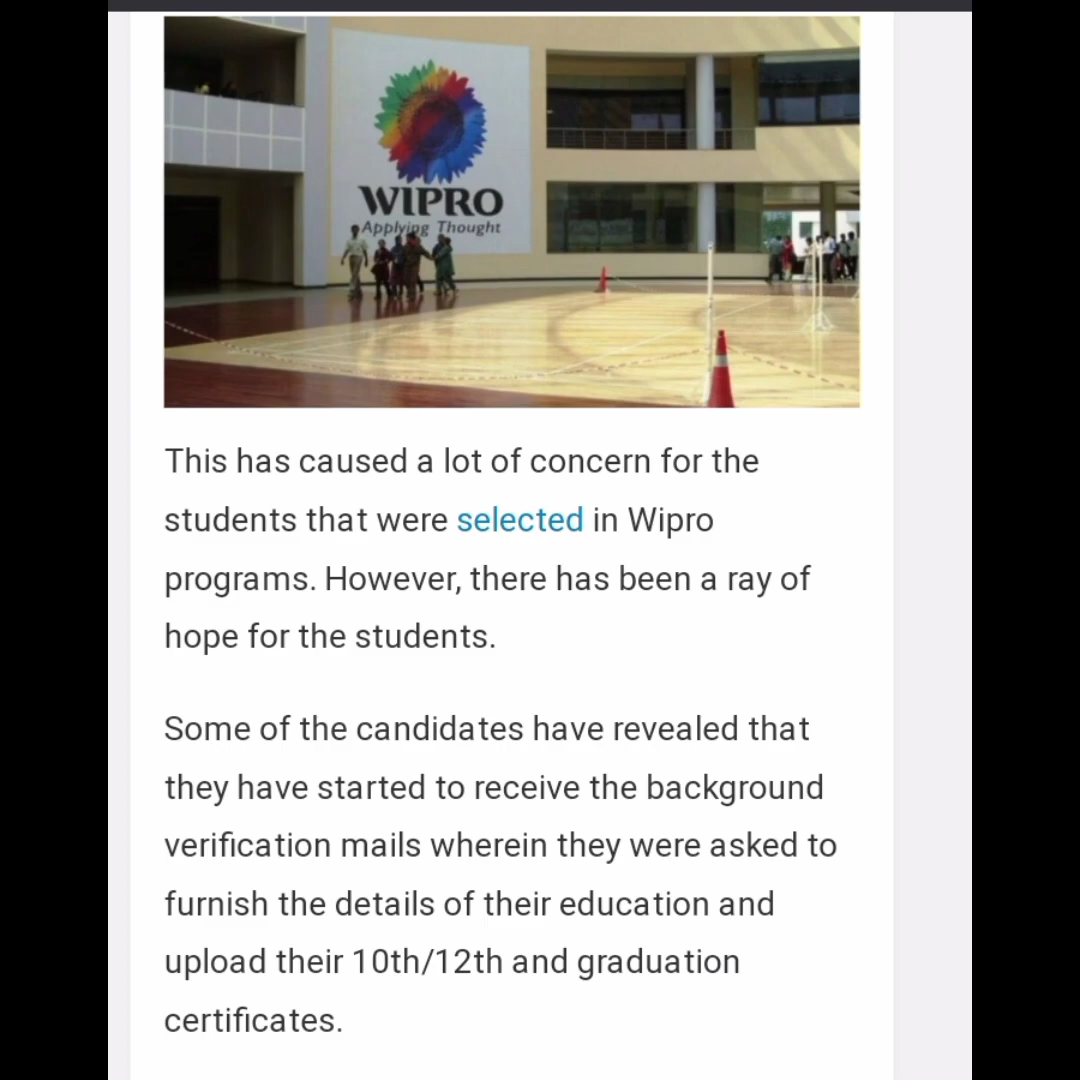 WIPRO
Applying Thought
This has caused a lot of concern for the
students that were selected in Wipro
programs. However, there has been a ray of
hope for the students.
Some of the candidates have revealed that
they have started to receive the background
verification mails wherein they were asked to
furnish the details of their education and
upload their 10th/12th and graduation
certificates.